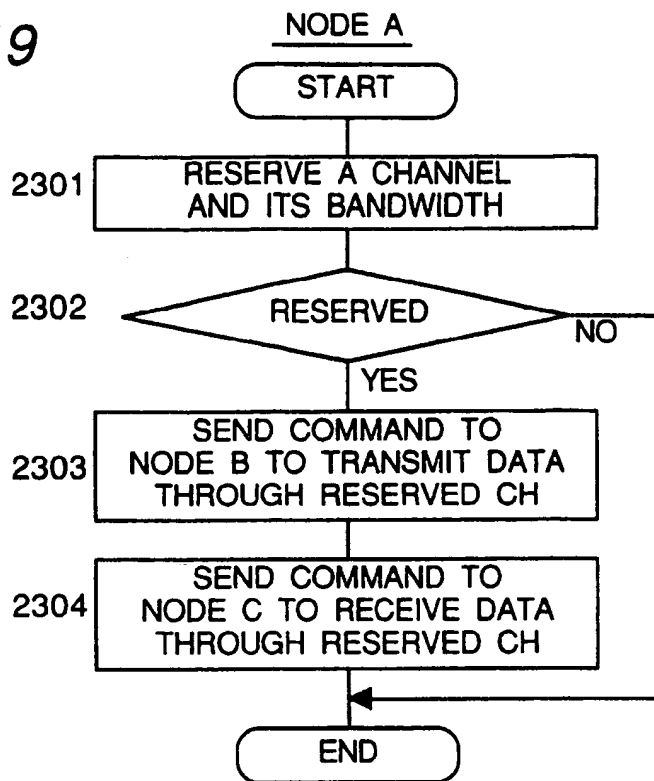 9
NODE A
START
2301
RESERVE A CHANNEL
AND ITS BANDWIDTH
2302
RESERVED
NO
YES
2303
SEND COMMAND TO
NODE B TO TRANSMIT DATA
THROUGH RESERVED CH
2304
SEND COMMAND TO
NODE C TO RECEIVE DATA
THROUGH RESERVED CH
END